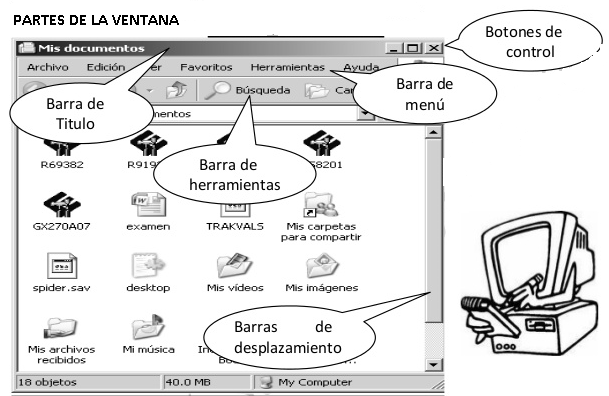 PARTES DE LA VENTANA
Botones de
control
Mis documentos
Archivo Edición Favoritos Herramientas Ayuda
Barra de
menú
Barra de
Titulo
Búsqueda
Barra de
herramientas
R69382
GX270A07 examen TRAKVALS Mis carpetas
para compartir
spider.sav desktop Mis vídeos Mis imágenes
Barras de
desplazamiento
Mis archivos
recibidos
Mi música
18 objetos 40.0 MB My Computer